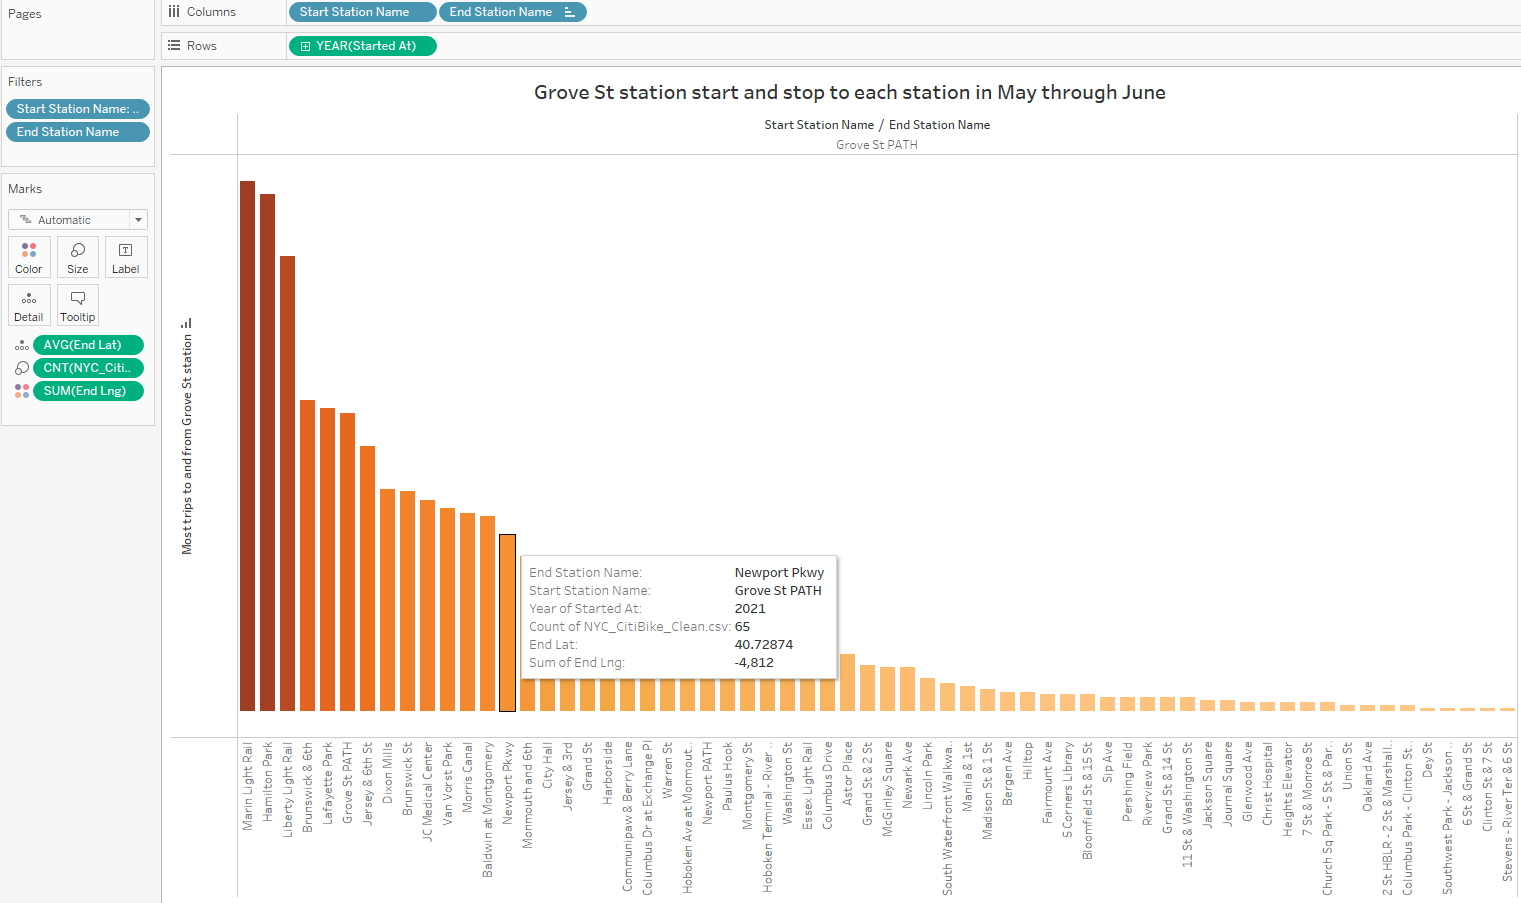 Pages
Columns
Start Station Name
End Station Name
Rows
YEAR(Started At)
Filters
Start Station Name: ..
End Station Name
Marks
Automatic
Color
Size
Label
Detail
Tooltip
AVG(End Lat)
CNT(NYC_Citi..
SUM(End Lng)
Grove St station start and stop to each station in May through June
Start Station Name / End Station Name
Grove St PATH
Most trips to and from Grove St station
End Station Name: Newport Pkwy
Start Station Name: Grove St PATH
Year of Started At: 2021
Count of NYC_CitiBike_Clean.csv: 65
End Lat: 40.72874
Sum of End Lng: -4,812
Marin Light Rail
Hamilton Park
Liberty Light Rail
Brunswick & 6th
Lafayette Park
Grove St PATH
Jersey & 6th St
Dixon Mills
Brunswick St
JC Medical Center
Van Vorst Park
Morris Canal
Baldwin at Montgomery
Newport Pkwy
Monmouth and 6th
City Hall
Jersey & 3rd
Grand St
Harborside
Communipaw & Berry Lane
Columbus Dr at Exchange Pl
Warren St
Hoboken Ave at Monmout..
Newport PATH
Paulus Hook
Montgomery St
Hoboken Terminal - River ..
Washington St
Essex Light Rail
Columbus Drive
Astor Place
Grand St & 2 St
McGinley Square
Newark Ave
Lincoln Park
South Waterfront Walkwa..
Manila & 1st
Madison St & 1 St
Bergen Ave
Hilltop
Fairmount Ave
5 Corners Library
Bloomfield St & 15 St
Sip Ave
Pershing Field
Riverview Park
Grand St & 14 St
11 St & Washington St
Jackson Square
Journal Square
Glenwood Ave
Christ Hospital
Heights Elevator
7 St & Monroe St
Church Sq Park - 5 St & Par..
Union St
Oakland Ave
2 St HBLR - 2 St & Marshall..
Columbus Park - Clinton St..
Dey St
Southwest Park - Jackson ..
6 St & Grand St
Clinton St & 7 St
Stevens - River Ter & 6 St